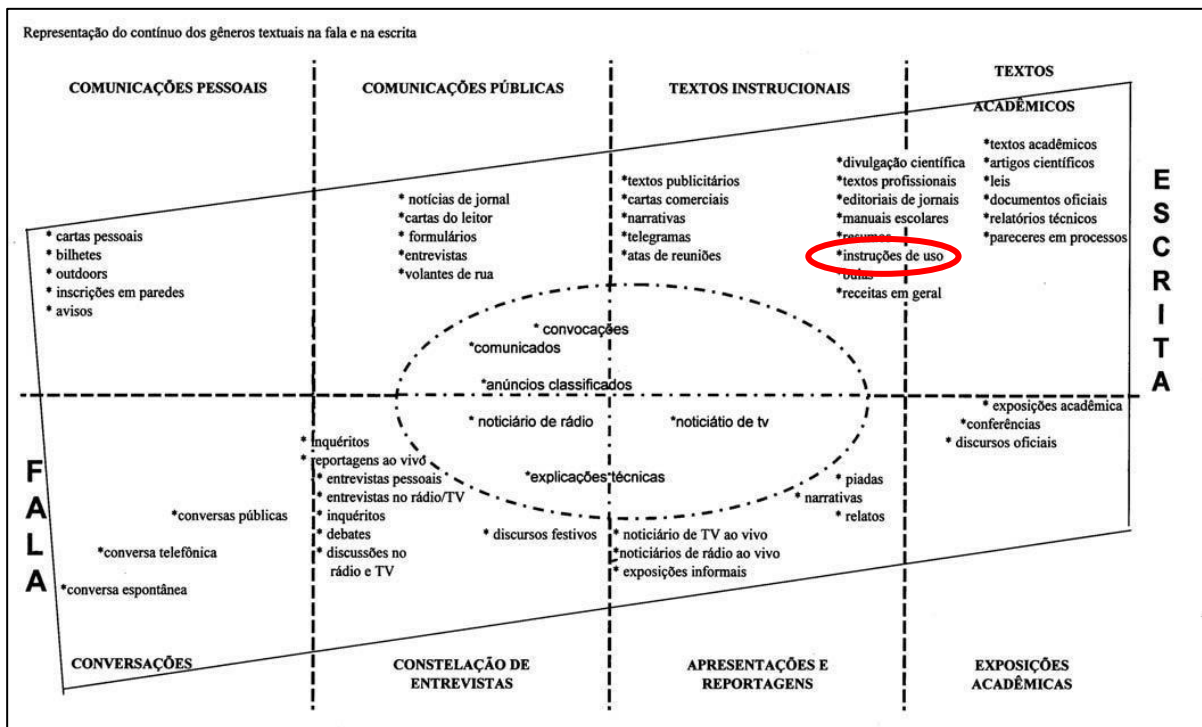 Representação do contínuo dos gêneros textuais na fala e na escrita
COMUNICAÇÕES PESSOAIS
COMUNICAÇÕES PÚBLICAS
TEXTOS INSTRUCIONAIS
TEXTOS
ACADÊMICOS
* cartas pessoais
* bilhetes
* outdoors
* inscrições em paredes
* avisos
* notícias de jornal
*cartas do leitor
* formulários
*entrevistas
*volantes de rua
*textos publicitários
*cartas comerciais
*narrativas
*telegramas
*atas de reuniões
*divulgação científica
*textos profissionais
*editoriais de jornais
*manuais escolares
*resumos
*instruções de uso
*bulas
*receitas em geral
*textos acadêmicos
*artigos científicos
*leis
*documentos oficiais
*relatórios técnicos
*pareceres em processos
ESCRITA
* convocações
*comunicados
*anúncios classificados
*noticiário de rádio
*noticiátio de tv
*explicações técnicas
FALA
*conversas públicas
*conversa telefônica
*conversa espontânea
* inquéritos
* reportagens ao vivo
* entrevistas pessoais
* entrevistas no rádio/TV
* inquéritos
* debates
* discussões no
rádio e TV
* discursos festivos
* noticiário de TV ao vivo
*noticiários de rádio ao vivo
* exposições informais
* piadas
* narrativas
* relatos
* exposições acadêmica
*conferências
* discursos oficiais
CONVERSAÇÕES
CONSTELAÇÃO DE
ENTREVISTAS
APRESENTAÇÕES E
REPORTAGENS
EXPOSIÇÕES
ACADÊMICAS